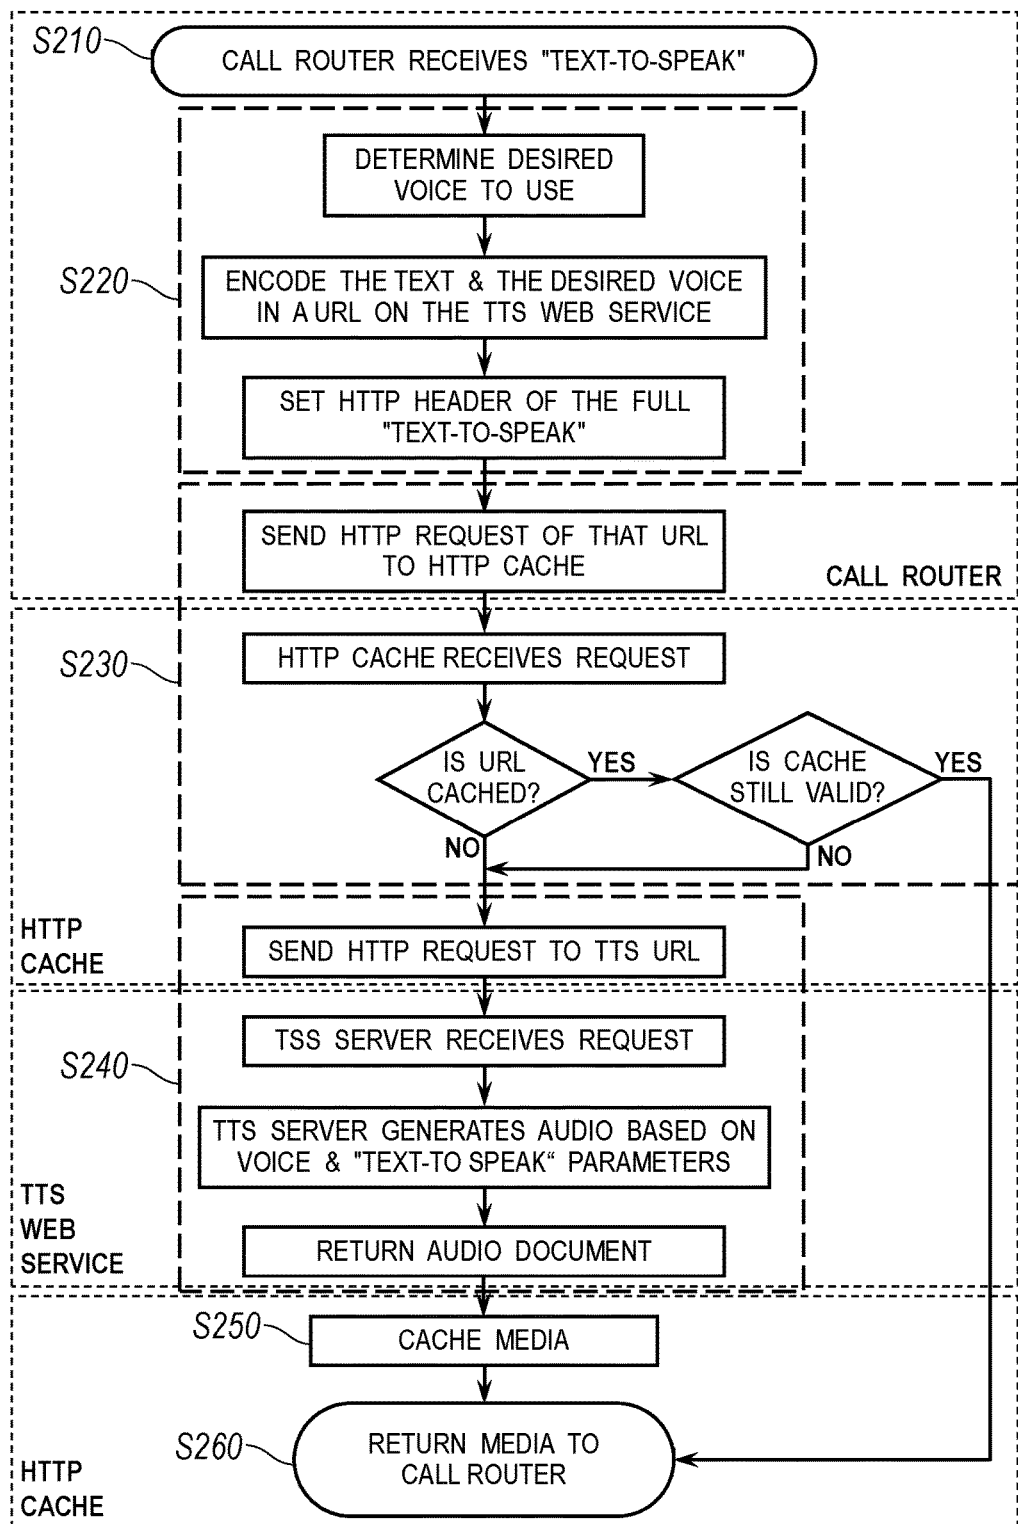 S210
CALL ROUTER RECEIVES "TEXT-TO-SPEAK"
DETERMINE DESIRED
VOICE TO USE
S220
ENCODE THE TEXT & THE DESIRED VOICE
IN A URL ON THE TTS WEB SERVICE
SET HTTP HEADER OF THE FULL
"TEXT-TO-SPEAK"
SEND HTTP REQUEST OF THAT URL
TO HTTP CACHE
CALL ROUTER
S230
HTTP CACHE RECEIVES REQUEST
IS URL
CACHED?
YES
IS CACHE
STILL VALID?
YES
NO
NO
HTTP
CACHE
SEND HTTP REQUEST TO TTS URL
TSS SERVER RECEIVES REQUEST
S240
TTS SERVER GENERATES AUDIO BASED ON
VOICE & "TEXT-TO SPEAK“ PARAMETERS
TTS
WEB
SERVICE
RETURN AUDIO DOCUMENT
S250
CACHE MEDIA
S260
RETURN MEDIA TO
CALL ROUTER
HTTP
CACHE